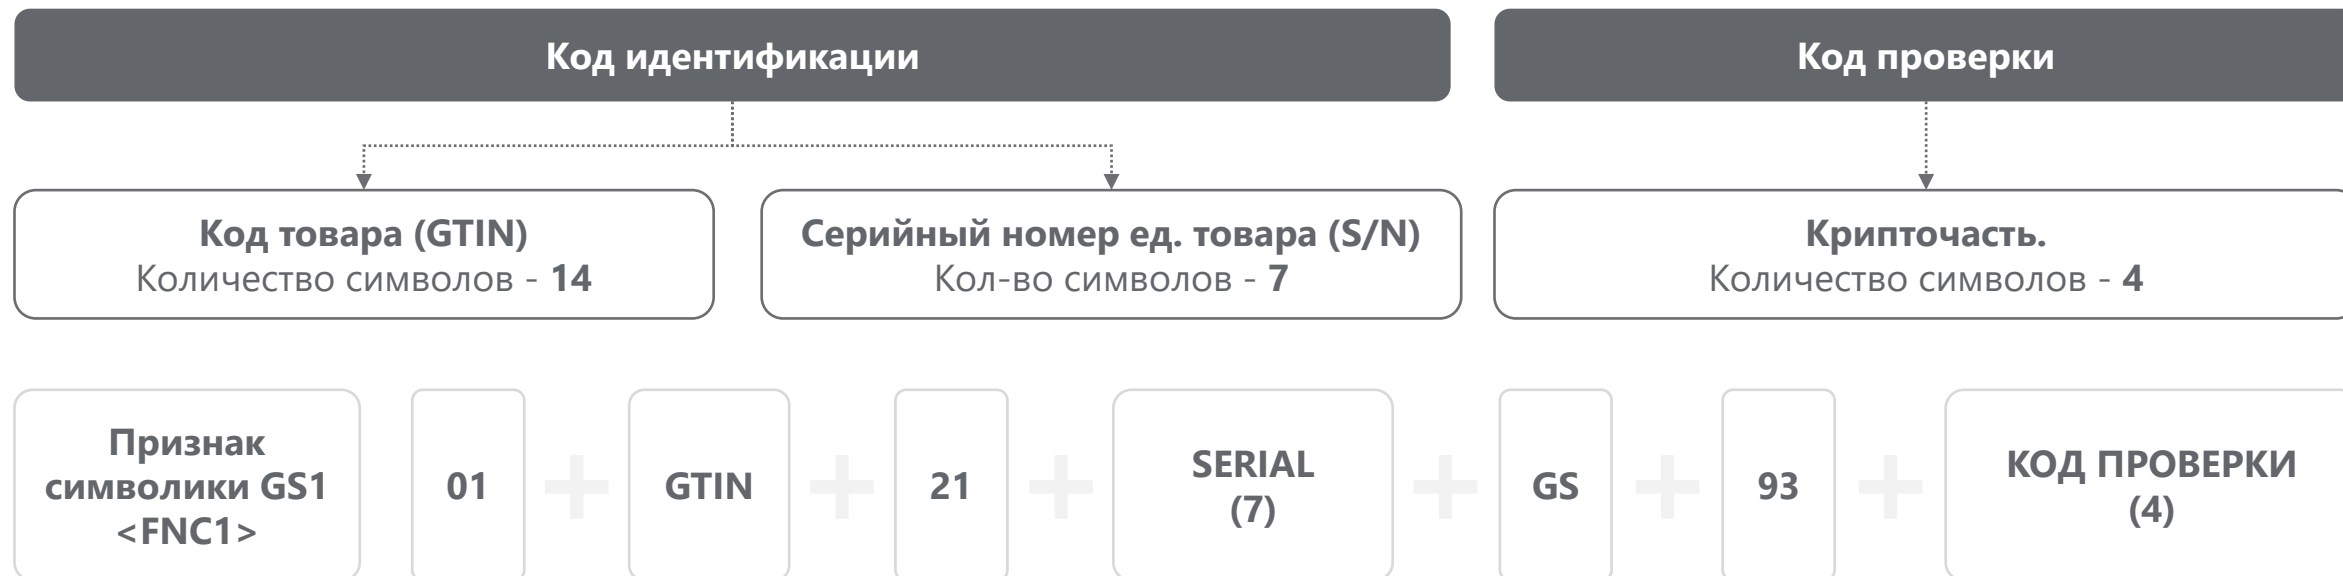 Код идентификации
Код проверки
Код товара (GTIN)
Количество символов - 14
Серийный номер ед. товара (S/N)
Кол-во символов - 7
Крипточасть.
Количество символов - 4
Признак
символики GS1
<FNC1>
01
+
GTIN
+
21
+
SERIAL
(7)
+
GS
+
93
+
КОД ПРОВЕРКИ
(4)